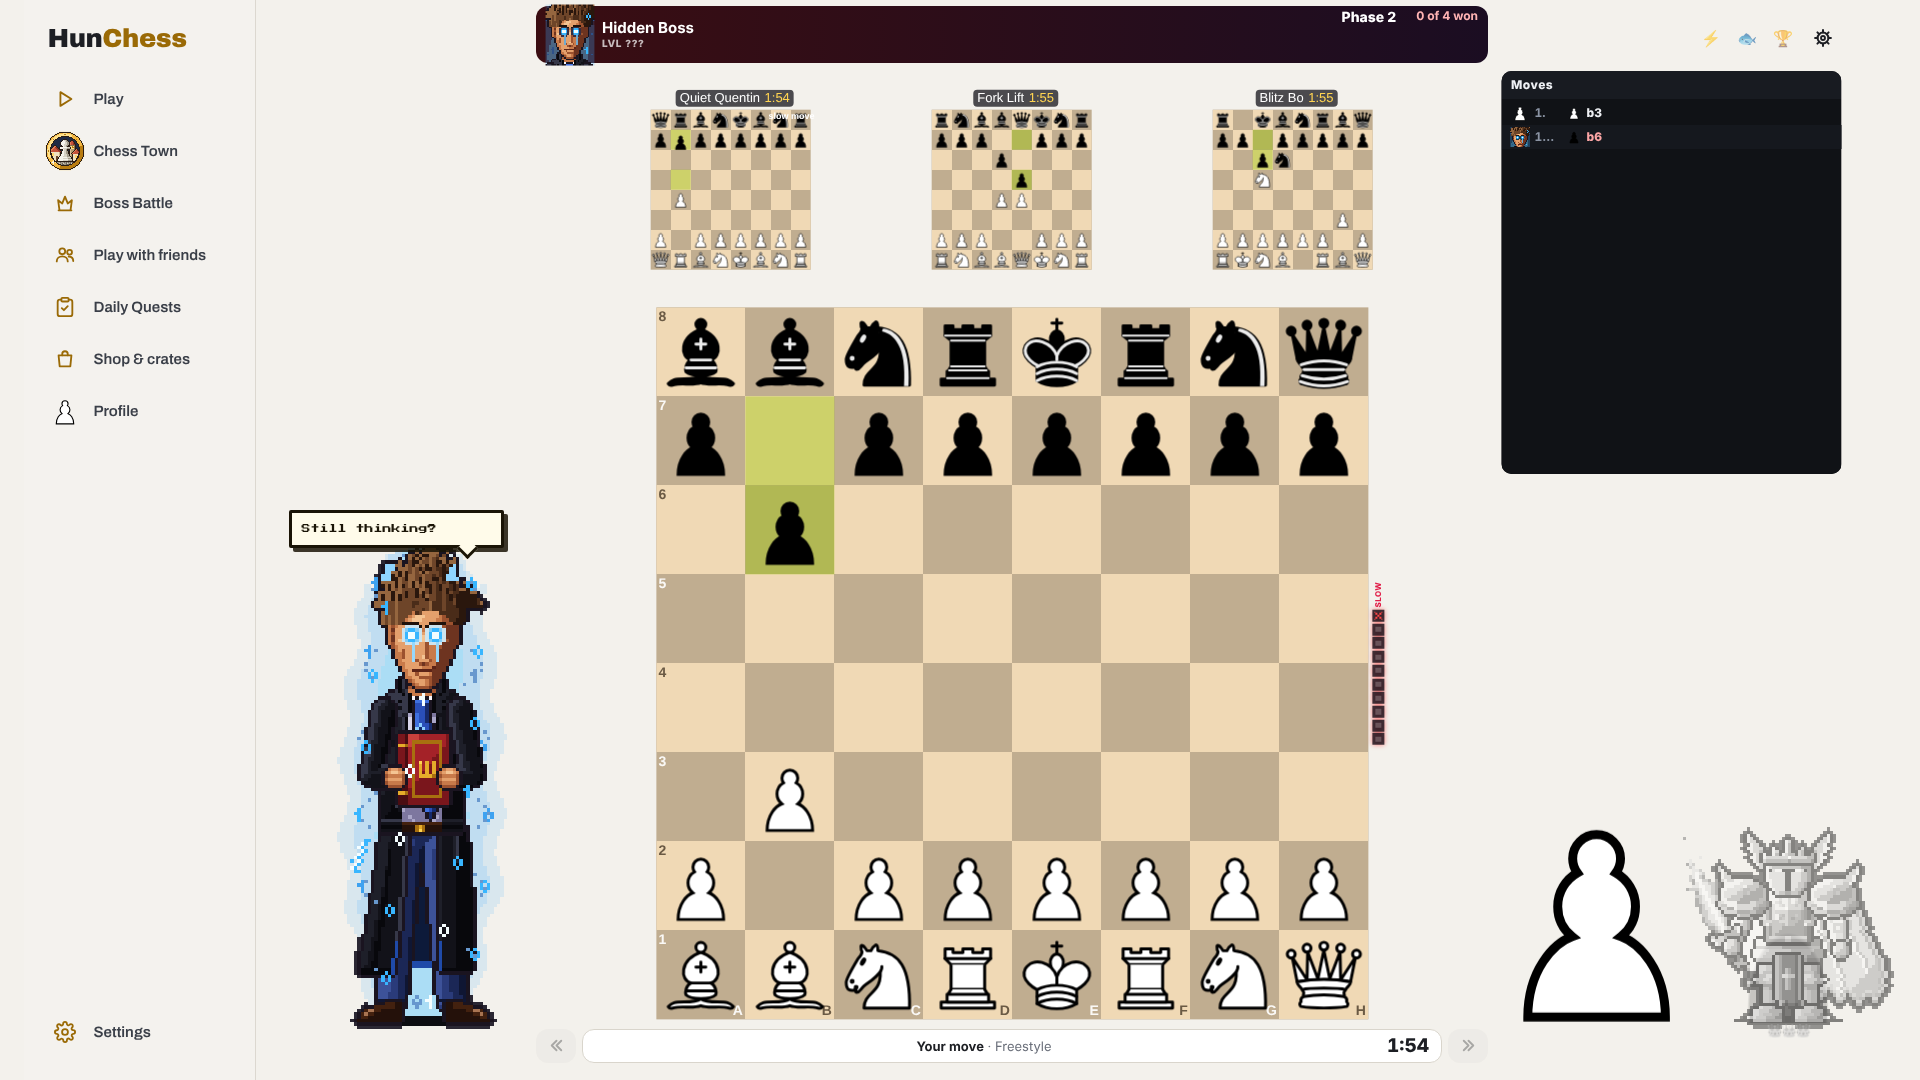 HunChess
Play
Chess Town
Boss Battle
Play with friends
Daily Quests
Shop & crates
Profile
Settings
Hidden Boss
LVL ???
Phase 2
0 of 4 won
Quiet Quentin 1:54
slow move
Fork Lift 1:55
Blitz Bo 1:55
Moves
1. b3
1... b6
Still thinking?
8
7
6
5
4
3
2
1
A B C D E F G H
SLOW
Your move · Freestyle
1:54